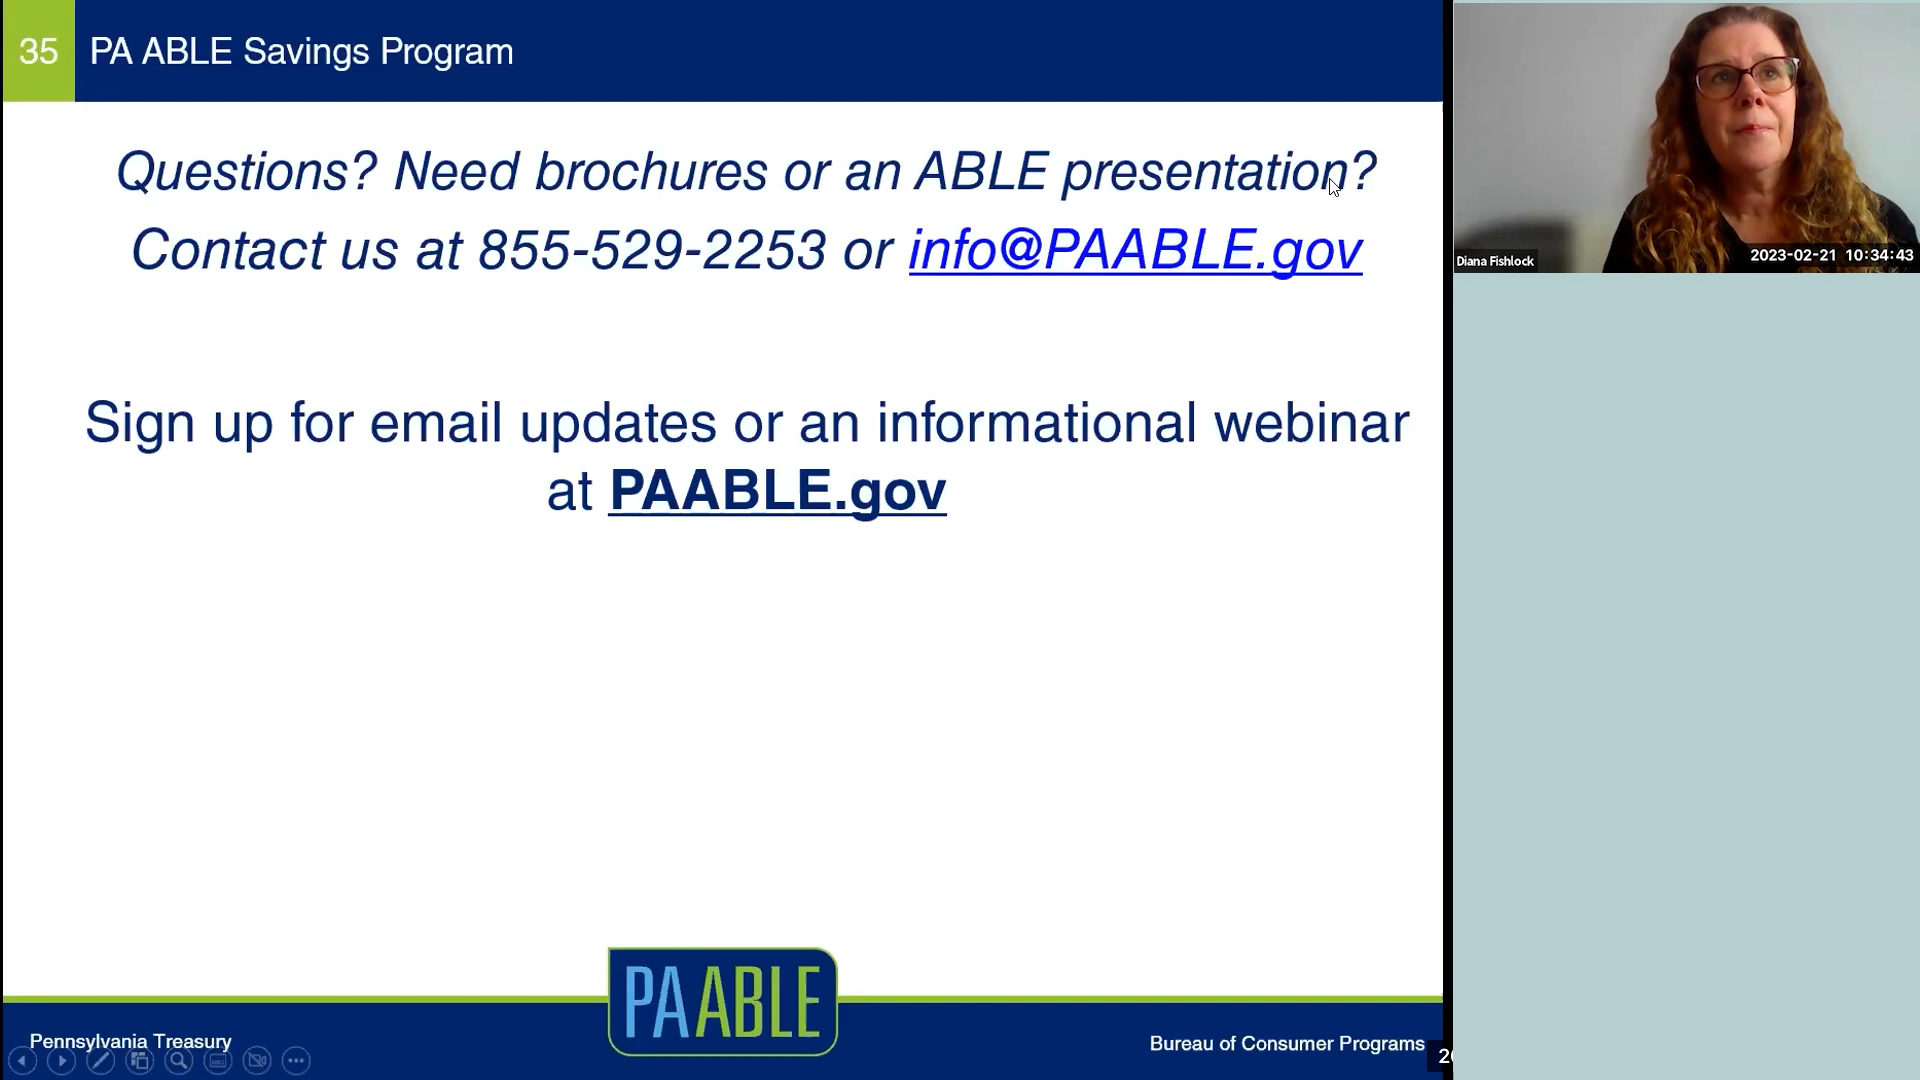 35 PA ABLE Savings Program
Questions? Need brochures or an ABLE presentation?
Contact us at 855-529-2253 or info@PAABLE.gov
Sign up for email updates or an informational webinar
at PAABLE.gov
PA ABLE
Pennsylvania Treasury
Bureau of Consumer Programs
Diana Fishlock
2023-02-21 10:34:43